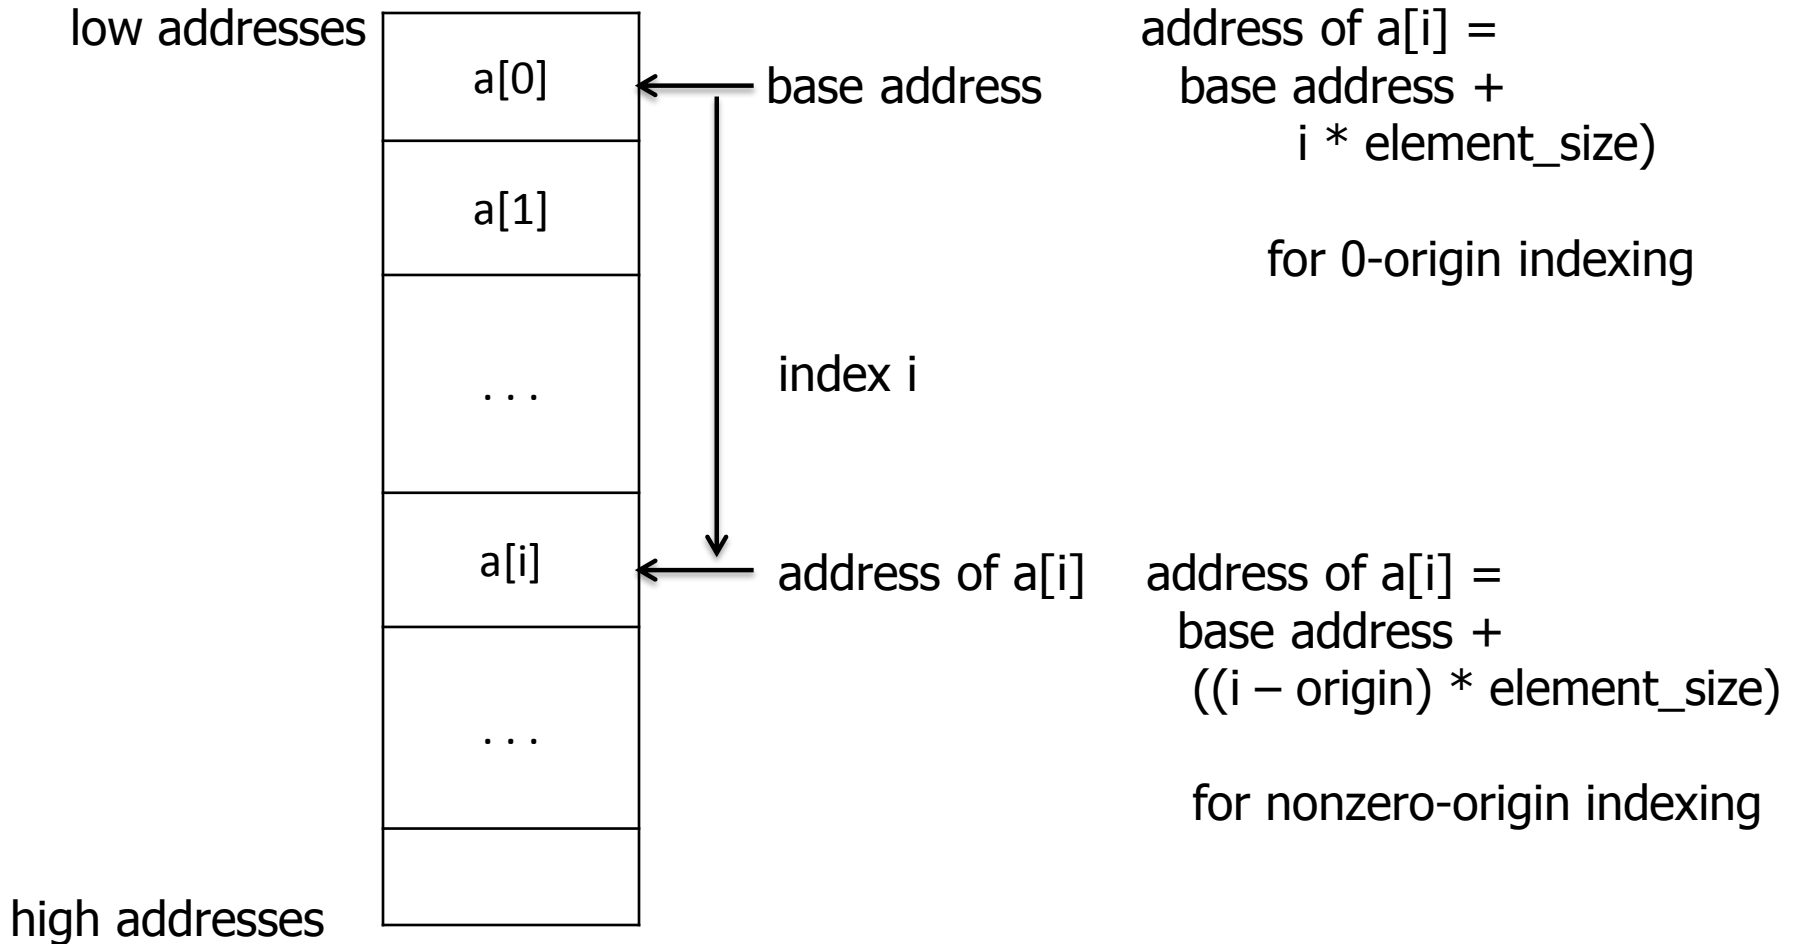 low addresses
a[0]
a[1]
. . .
a[i]
. . .
high addresses
base address
index i
address of a[i]
address of a[i] =
base address +
i * element_size)
for 0-origin indexing
address of a[i] =
base address +
((i – origin) * element_size)
for nonzero-origin indexing